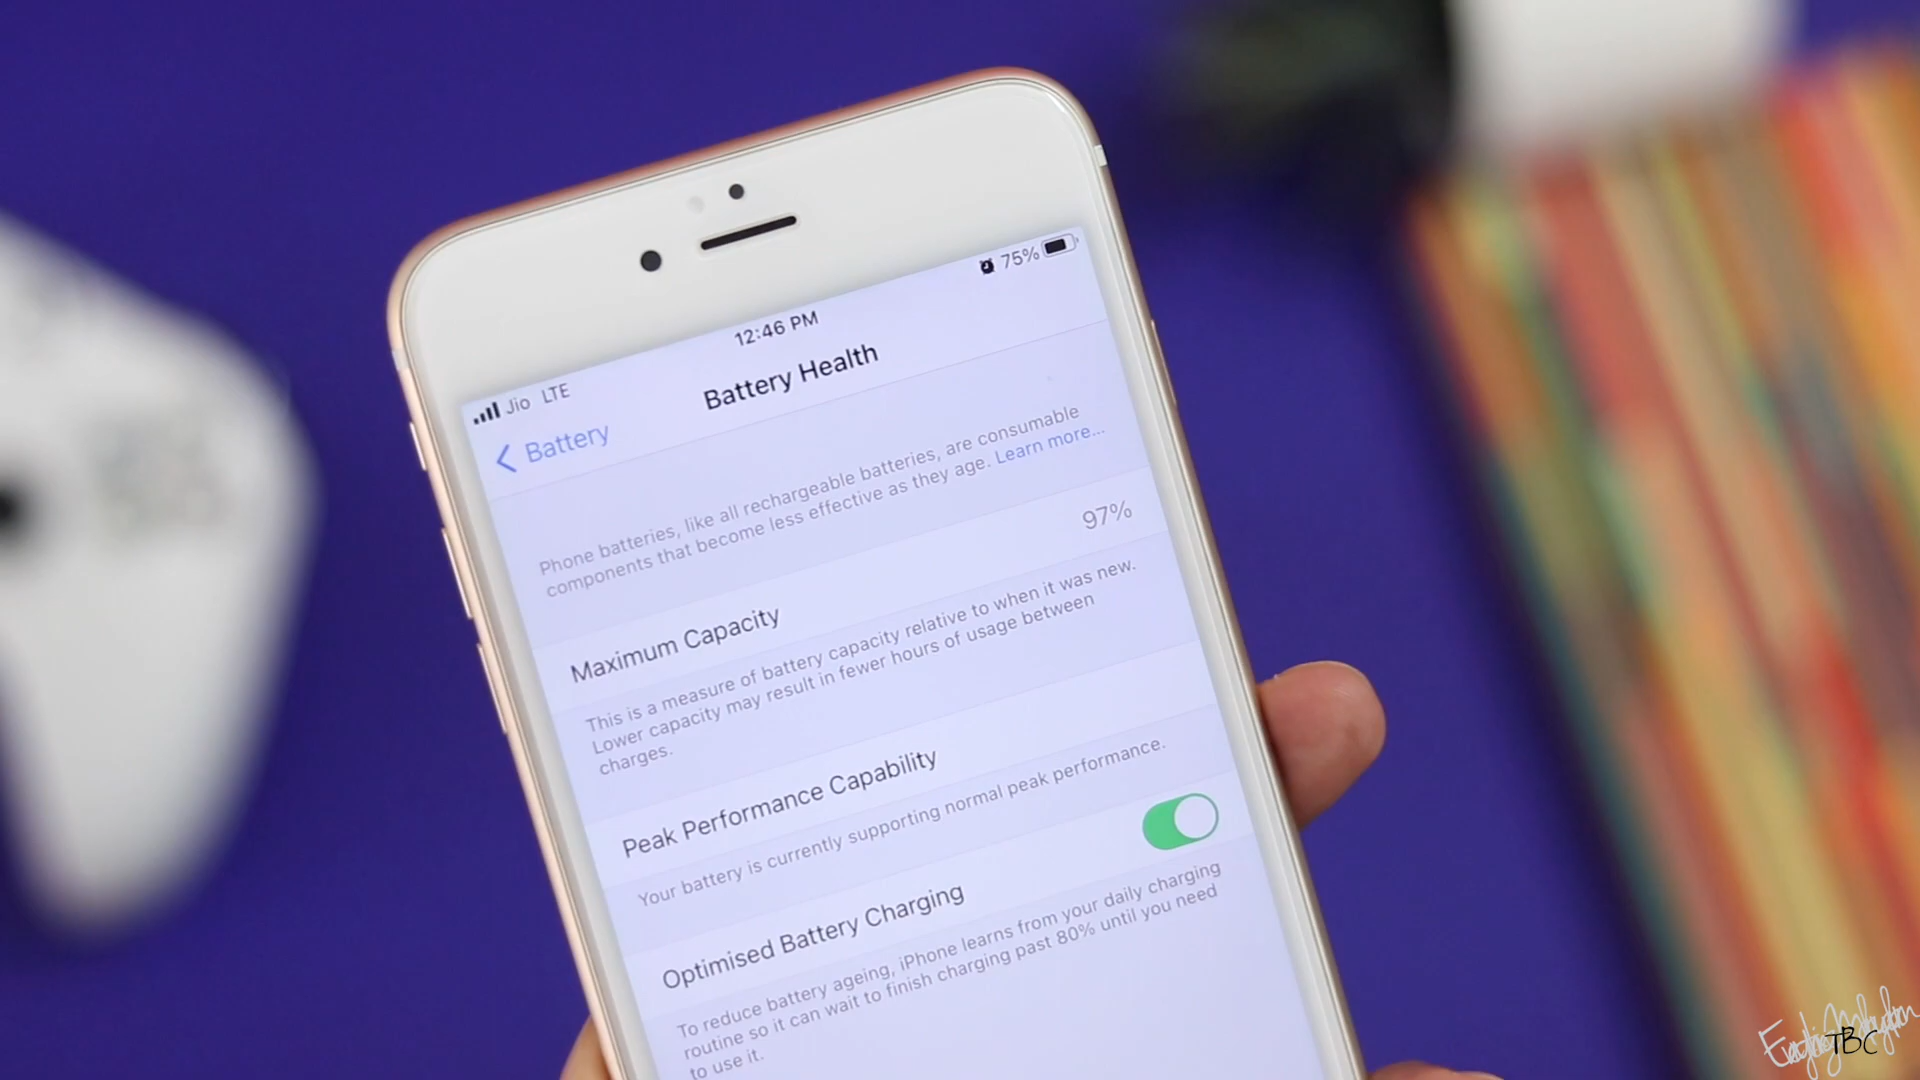 Jio LTE
12:46 PM
75%
Battery
Battery Health
Phone batteries, like all rechargeable batteries, are consumable
components that become less effective as they age. Learn more...
Maximum Capacity 97%
This is a measure of battery capacity relative to when it was new.
Lower capacity may result in fewer hours of usage between
charges.
Peak Performance Capability
Your battery is currently supporting normal peak performance.
Optimised Battery Charging
To reduce battery ageing, iPhone learns from your daily charging
routine so it can wait to finish charging past 80% until you need
to use it.
TBC